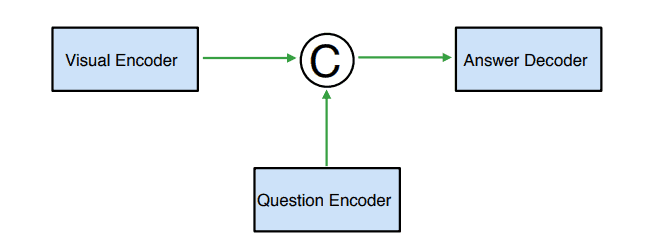 Visual Encoder
C
Answer Decoder
Question Encoder